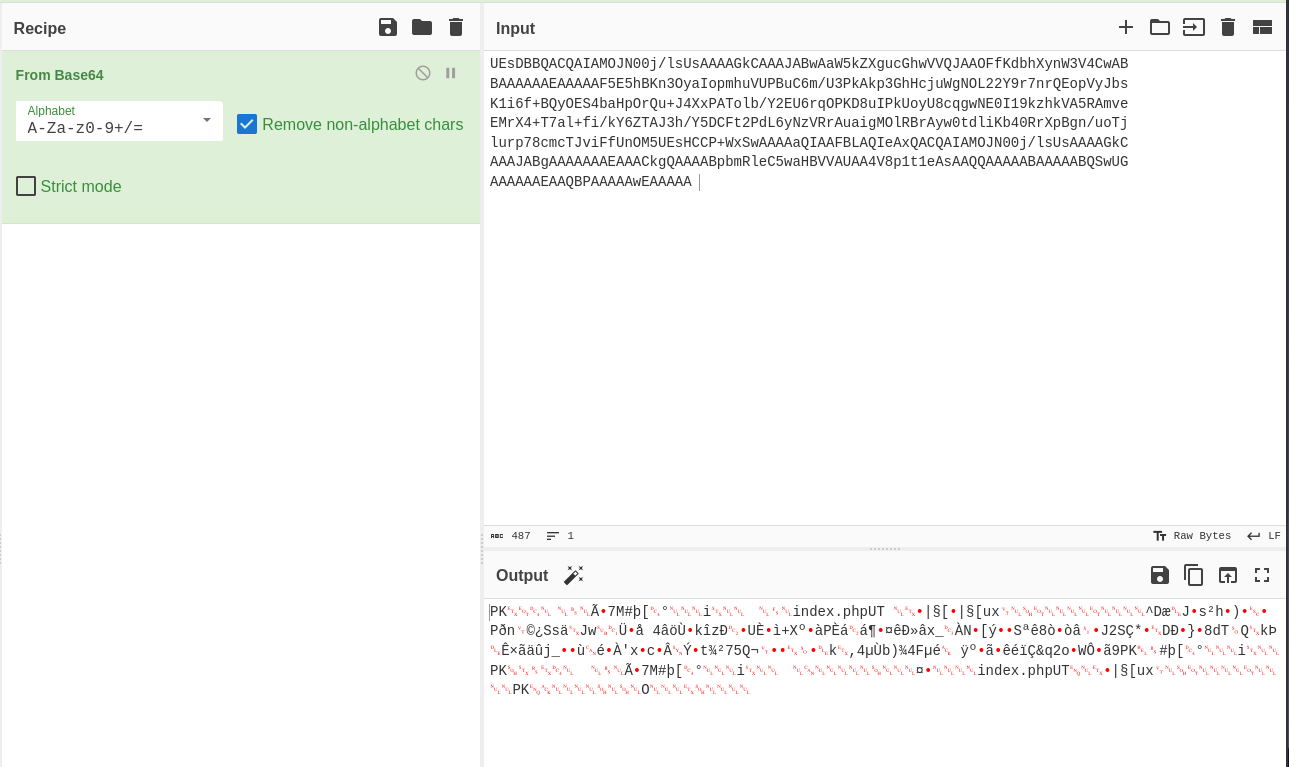 Recipe
From Base64
Alphabet
A-Za-z0-9+/=
Remove non-alphabet chars
Strict mode
Input
UEsDBBQACQAIAMOJN00j/lsUsAAAAGkCAAAJABwAaW5kZXgucGhwVVQJAAOFfKdbhXynW3V4CwAB
BAAAAAAEAAAAAF5E5hBKn3OyaIopmhuVUPBuC6m/U3PkAkp3GhHcjuWgNOL22Y9r7nrQEopVyJbs
K1i6f+BQyOES4baHpOrQu+J4XxPATolb/Y2EU6rqOPKD8uIPkUoyU8cqgwNE0I19kzhkVA5RAmve
EMrX4+T7al+fi/kY6ZTAJ3h/Y5DCFt2PdL6yNzVRrAuaigMOlRBrAyw0tdliKb40RrXpBgn/uoTj
lurp78cmcTJviFfUnOM5UEsHCCP+WxSwAAAAaQIAAFBLAQIeAxQACQAIAMOJN00j/lsUsAAAAGkC
AAAJABgAAAAAAAEAAACkgQAAAABpbmRleC5waHBVVAUAA4V8p1t1eAsAAQQAAAAABAAAAABQSwUG
AAAAAAEAAQBPAAAAAwEAAAAA
487
1
Raw Bytes
LF
Output
PK Ã•7M#þ[ ° i index.phpUT •|§[•|§[ux ^Dæ J•s²h•)• •
Pðn ©¿Ssä Jw Ü•å 4âõÙ•kîzÐ •UÈ•ì+Xº•àPÈá á¶•¤êÐ»âx_ ÀN•[ý••Sªê8ò•òâ •J2SÇ*• DÐ•}•8dT Q kÞ
Ê×ãäûj_••ù é•À'x•c•Â Ý•t¾²75Q¬ •• • k ,4µÙb)¾4Fµé ÿº•ã•êéïÇ&q2o•WÔ•ã9PK #þ[ ° i
PK Ã•7M#þ[ ° i ¤• index.phpUT •|§[ux
PK O